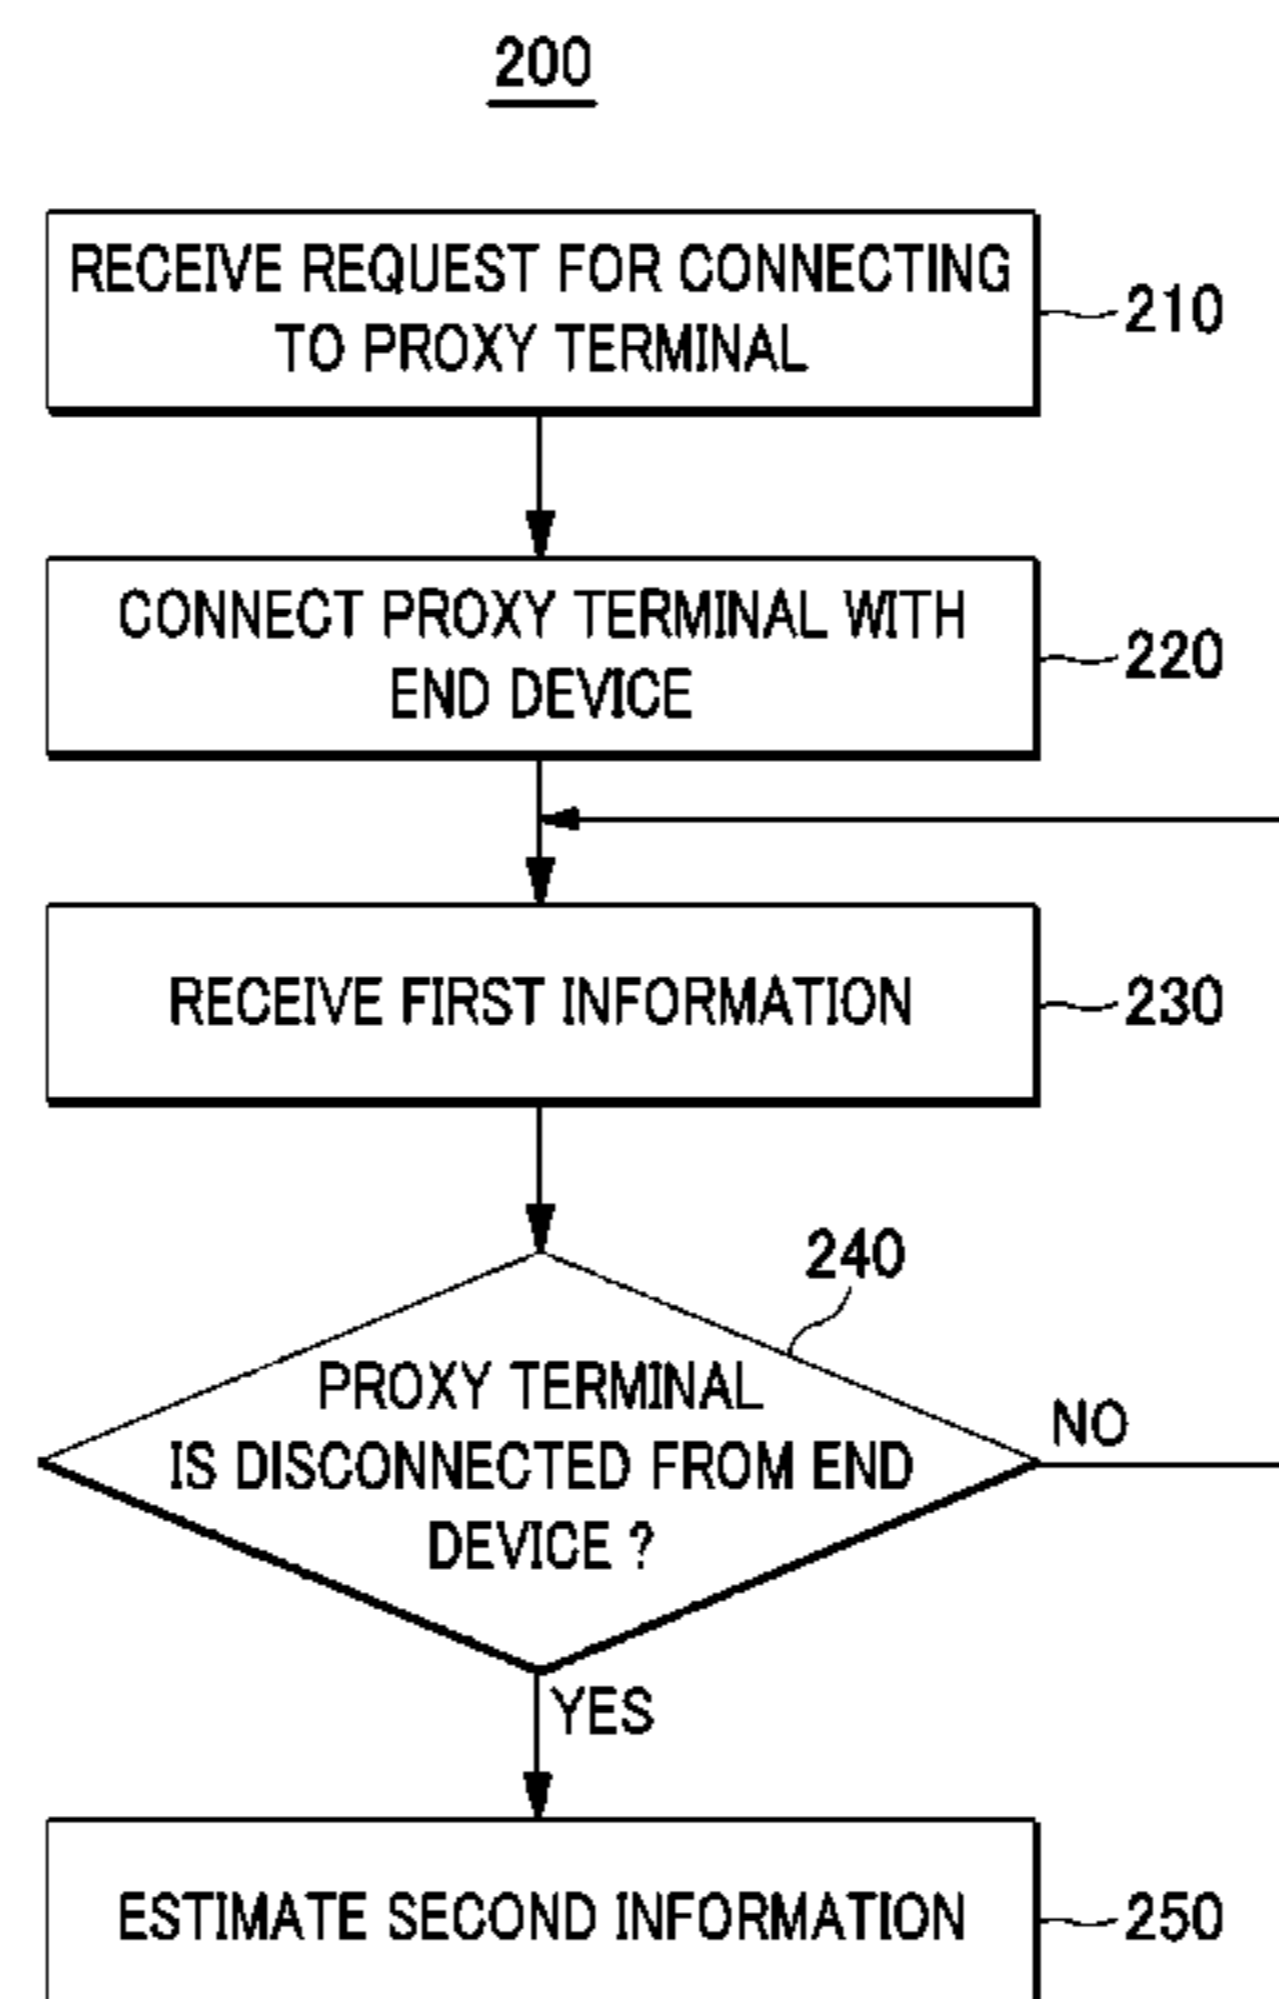 200
RECEIVE REQUEST FOR CONNECTING
TO PROXY TERMINAL
210
CONNECT PROXY TERMINAL WITH
END DEVICE
220
RECEIVE FIRST INFORMATION
230
240
PROXY TERMINAL
IS DISCONNECTED FROM END
DEVICE ?
NO
YES
ESTIMATE SECOND INFORMATION
250